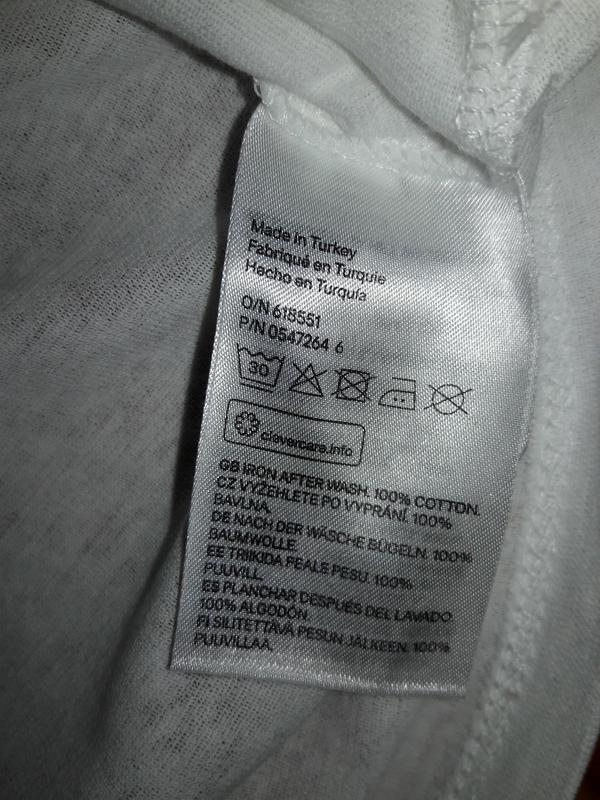 Made in Turkey
Fabriqué en Turquie
Hecho en Turquía
O/N 618551
P/N 0547264 6
30
clevercare.info
GB IRON AFTER WASH. 100% COTTON.
CZ VYŽEHLETE PO VYPRÁNÍ. 100%
BAVLNA.
DE NACH DER WÄSCHE BÜGELN. 100%
BAUMWOLLE.
EE TRIIKIDA PEALE PESU. 100%
PUUVILL.
ES PLANCHAR DESPUÉS DEL LAVADO.
100% ALGODÓN.
FI SILITETTÄVÄ PESUN JÄLKEEN. 100%
PUUVILLAA.